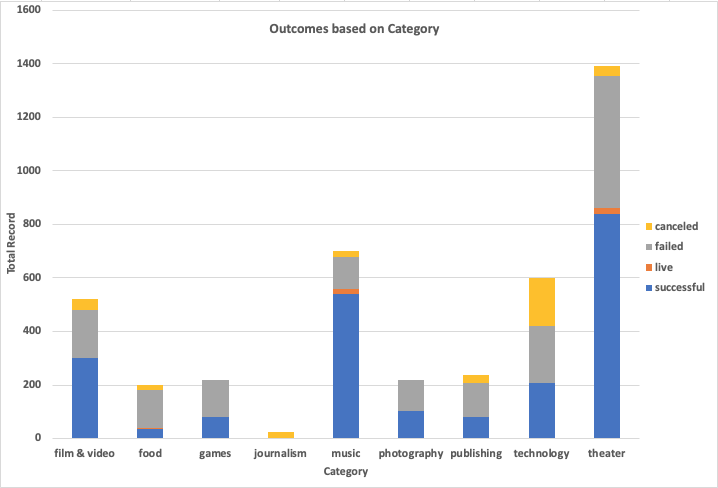 Outcomes based on Category
1600
1400
1200
1000
800
600
400
200
0
Total Record
film & video food games journalism music photography publishing technology theater
Category
canceled
failed
live
successful